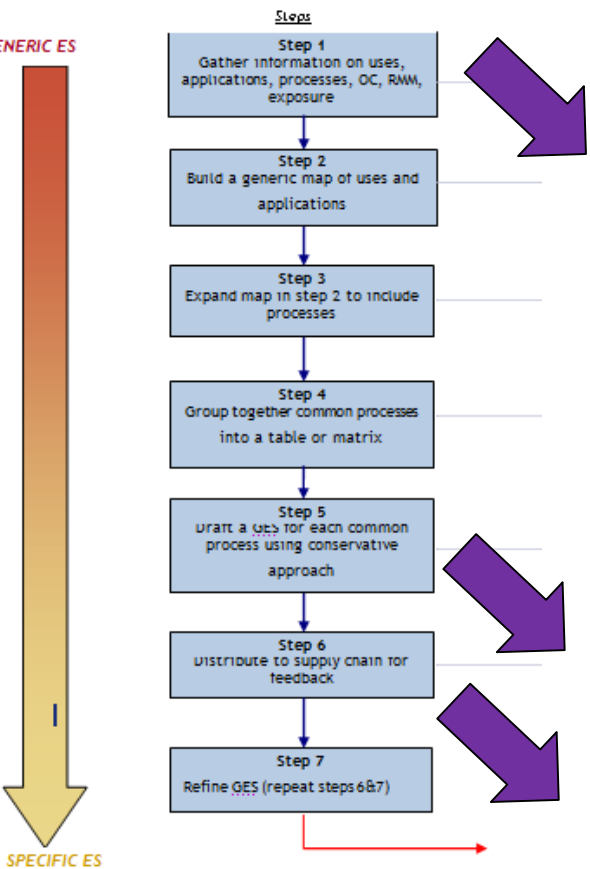 Steps
ENERIC ES
Step 1
Gather information on uses,
applications, processes, OC, RMM,
exposure
Step 2
Build a generic map of uses and
applications
Step 3
Expand map in step 2 to include
processes
Step 4
Group together common processes
into a table or matrix
Step 5
Draft a GES for each common
process using conservative
approach
Step 6
Distribute to supply chain for
feedback
Step 7
Refine GES (repeat steps 6&7)
SPECIFIC ES